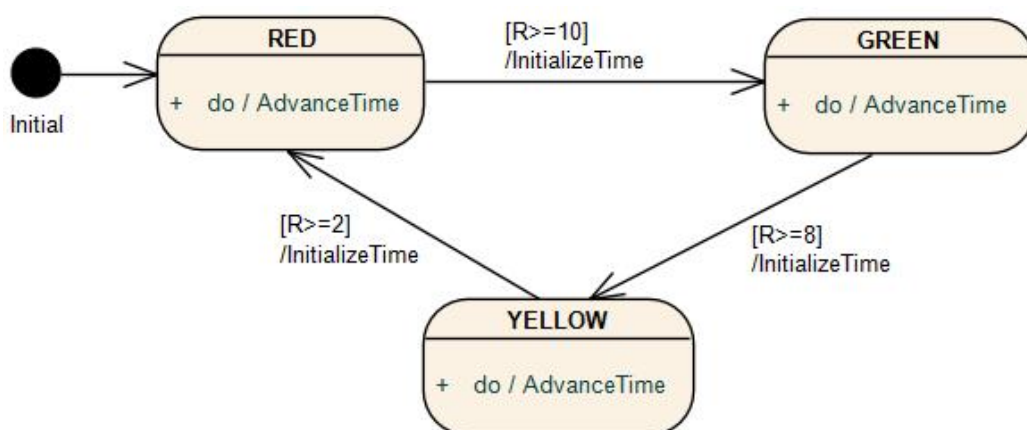 RED
+ do / AdvanceTime
[R>=10]
/InitializeTime
GREEN
+ do / AdvanceTime
Initial
[R>=2]
/InitializeTime
[R>=8]
/InitializeTime
YELLOW
+ do / AdvanceTime